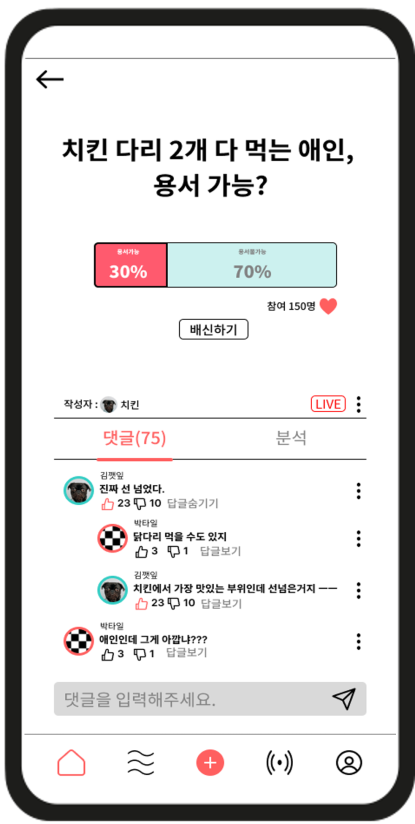 치킨 다리 2개 다 먹는 애인,
용서 가능?
용서가능
30%
용서불가능
70%
참여 150명
배신하기
작성자 : 치킨
LIVE
댓글(75)
분석
김깻잎
진짜 선 넘었다.
23 10 답글숨기기
박타일
닭다리 먹을 수도 있지
3 1 답글보기
김깻잎
치킨에서 가장 맛있는 부위인데 선넘은거지 ㅡㅡ
23 10 답글보기
박타일
애인인데 그게 아깝냐???
3 1 답글보기
댓글을 입력해주세요.